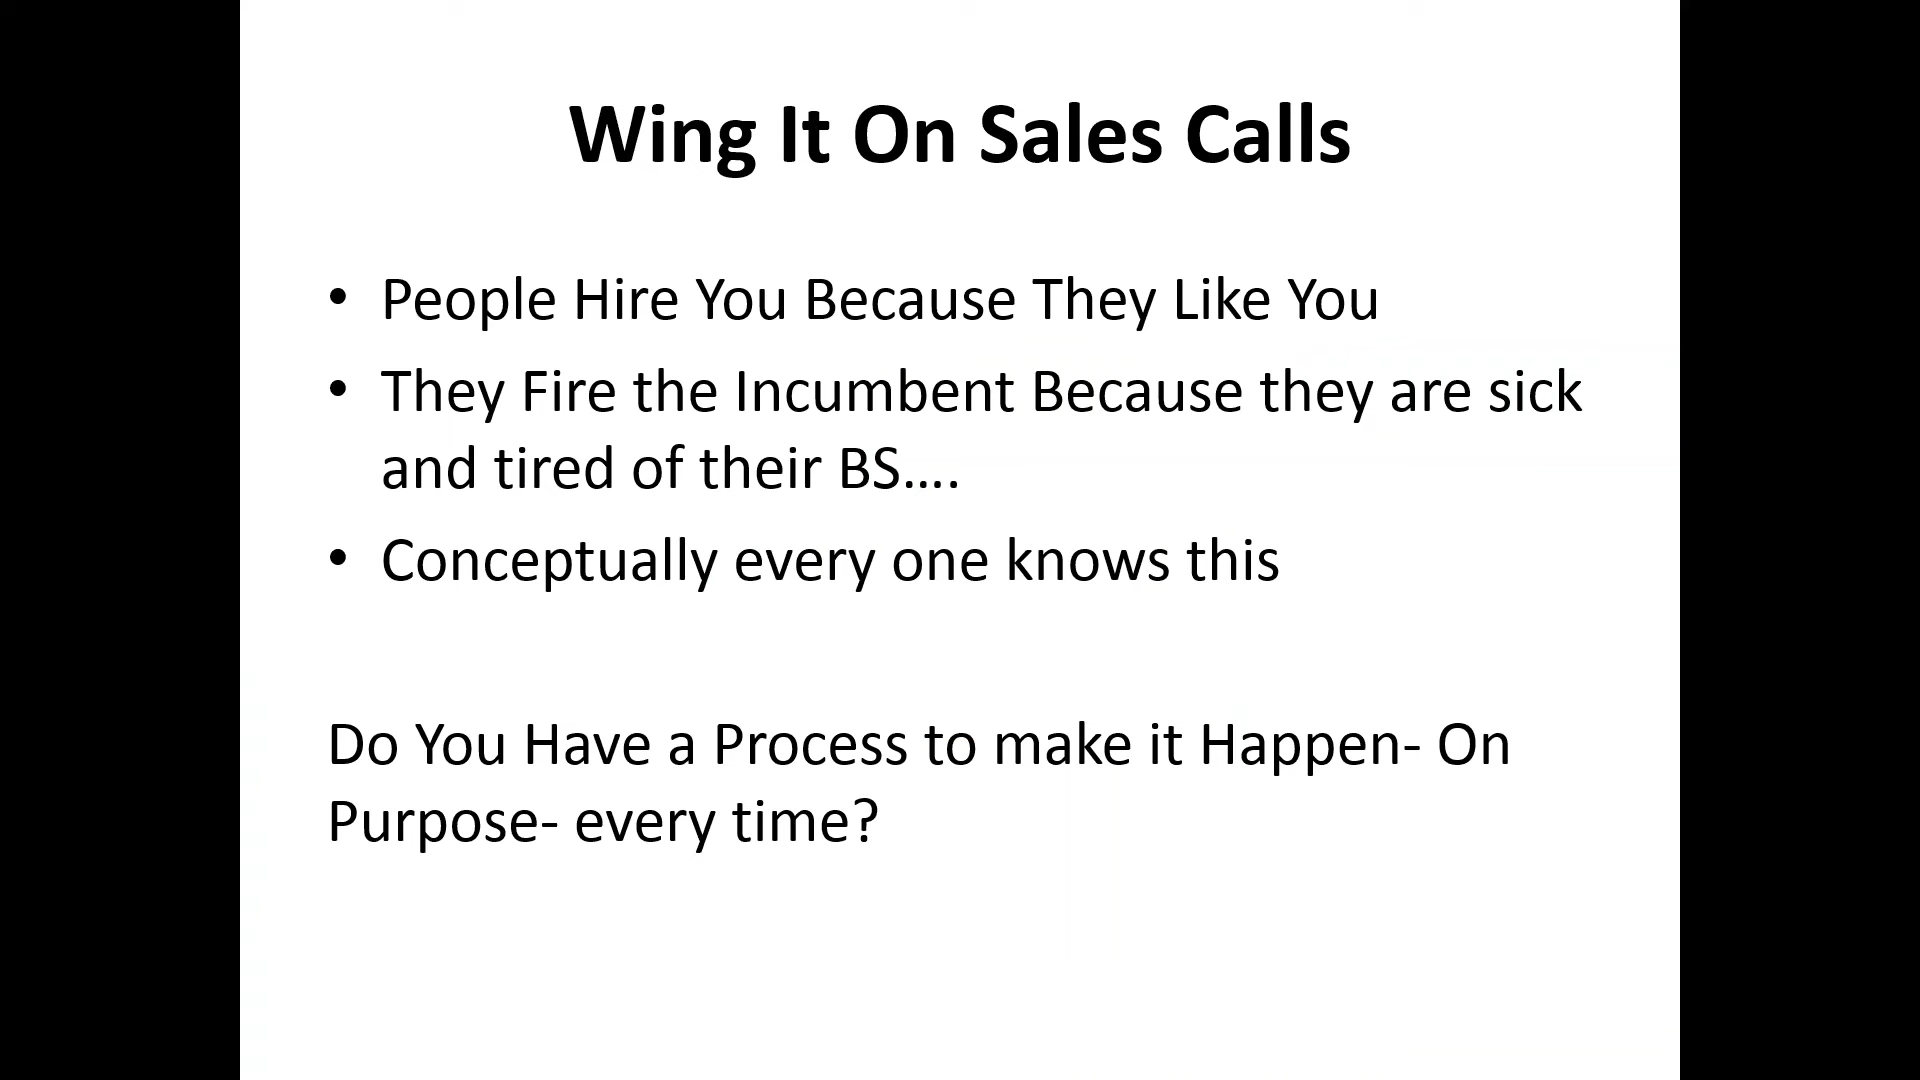 Wing It On Sales Calls
• People Hire You Because They Like You
• They Fire the Incumbent Because they are sick
and tired of their BS….
• Conceptually every one knows this
Do You Have a Process to make it Happen- On
Purpose- every time?